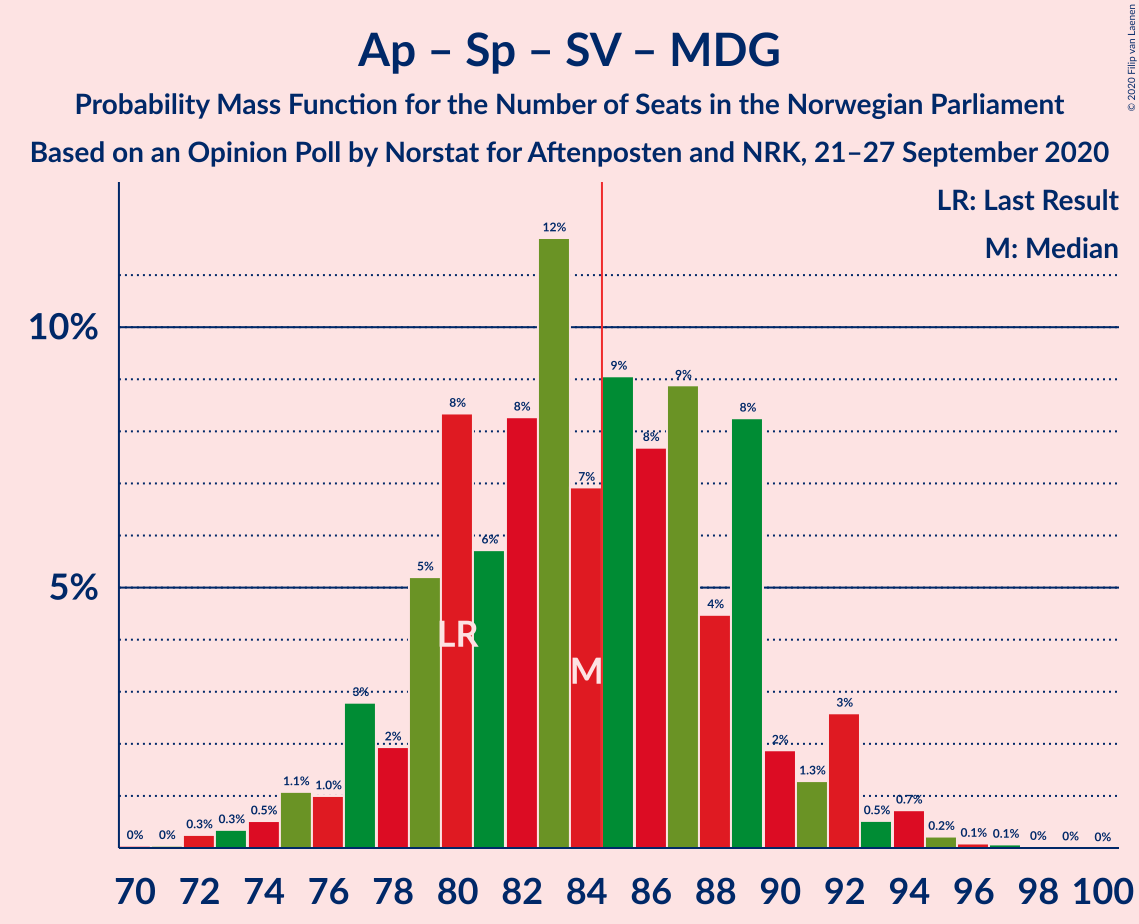 Ap – Sp – SV – MDG
Probability Mass Function for the Number of Seats in the Norwegian Parliament
Based on an Opinion Poll by Norstat for Aftenposten and NRK, 21–27 September 2020
© 2020 Filip van Laenen
LR: Last Result
M: Median
10%
5%
0% 0% 0.3% 0.3% 0.5% 1.1% 1.0% 3% 2% 5% 8% 6% 8% 12% 7% 9% 8% 9% 4% 8% 2% 1.3% 3% 0.5% 0.7% 0.2% 0.1% 0.1% 0% 0% 0%
LR
M
70 72 74 76 78 80 82 84 86 88 90 92 94 96 98 100